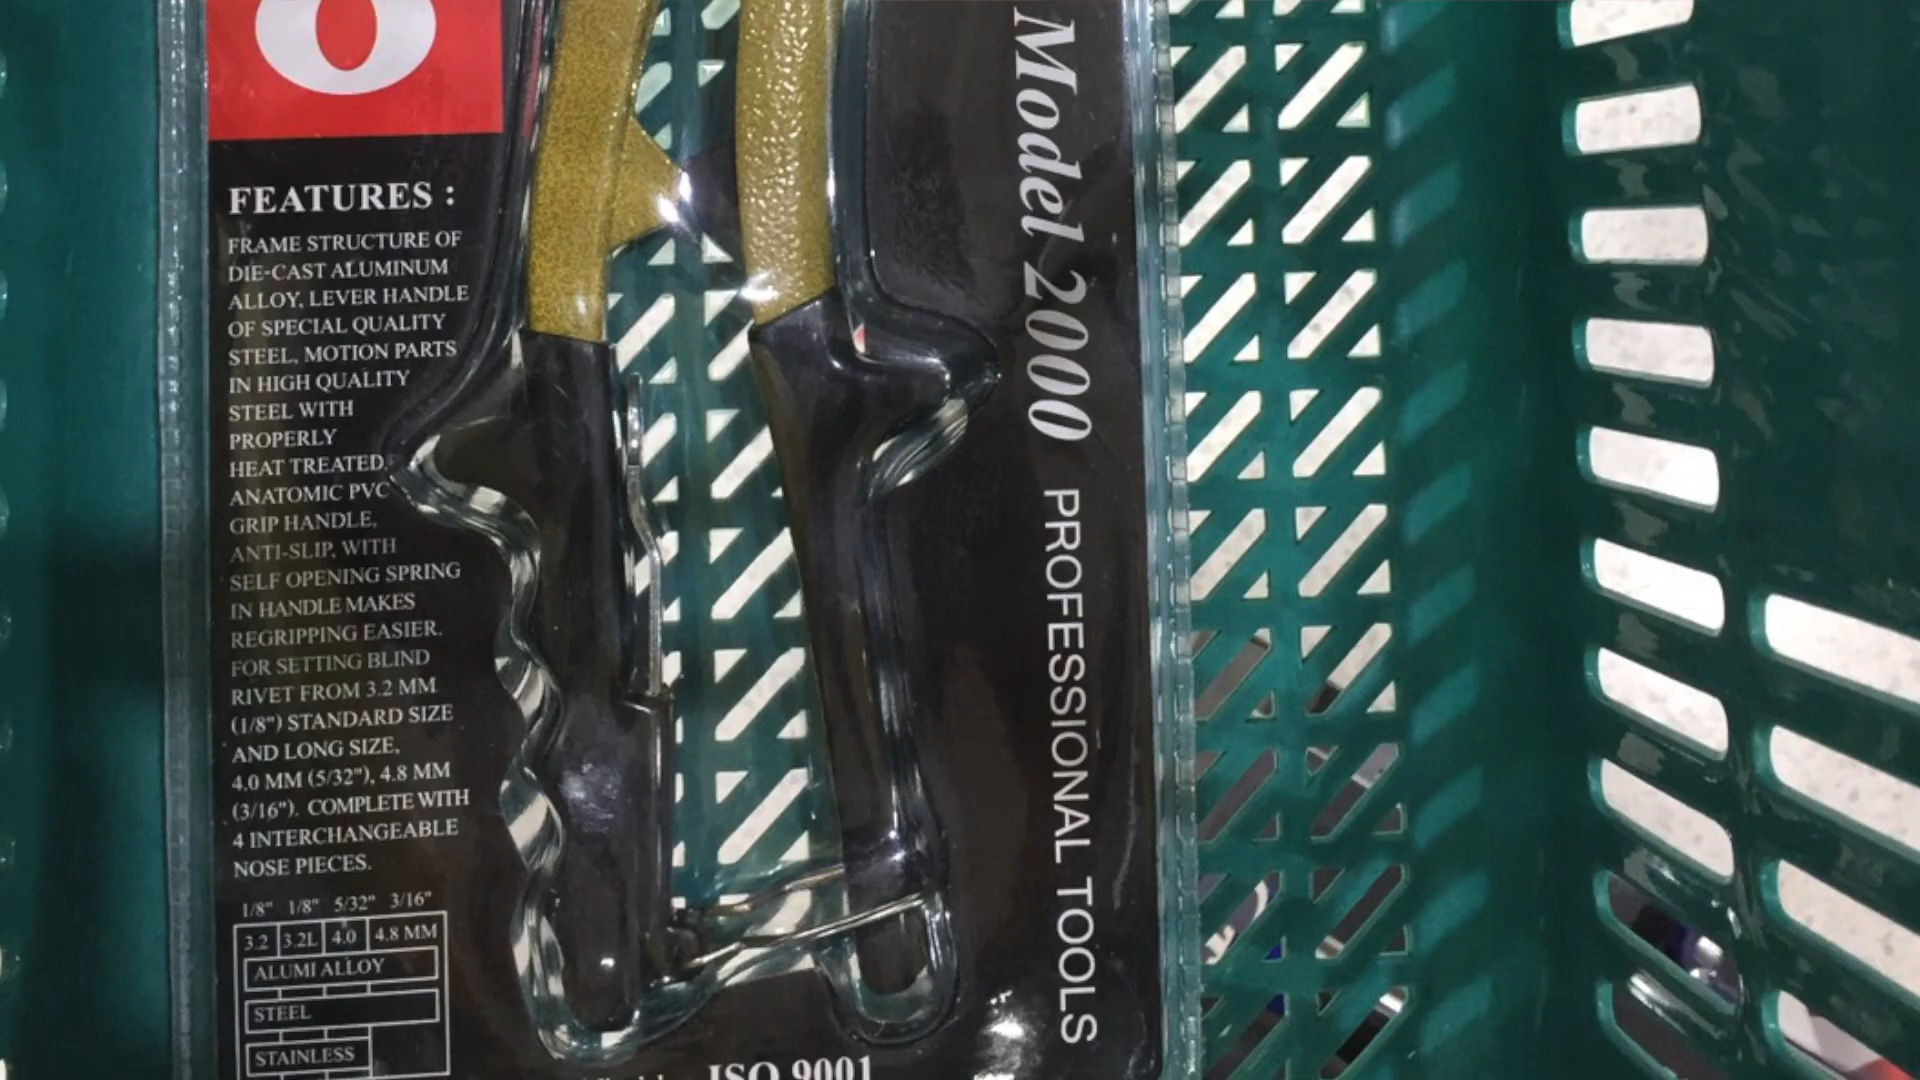 FEATURES :
FRAME STRUCTURE OF
DIE-CAST ALUMINUM
ALLOY, LEVER HANDLE
OF SPECIAL QUALITY
STEEL, MOTION PARTS
IN HIGH QUALITY
STEEL WITH
PROPERLY
HEAT TREATED.
ANATOMIC PVC
GRIP HANDLE,
ANTI-SLIP, WITH
SELF OPENING SPRING
IN HANDLE MAKES
REGRIPPING EASIER.
FOR SETTING BLIND
RIVET FROM 3.2 MM
(1/8") STANDARD SIZE
AND LONG SIZE,
4.0 MM (5/32"), 4.8 MM
(3/16"). COMPLETE WITH
4 INTERCHANGEABLE
NOSE PIECES.
1/8" 1/8" 5/32" 3/16"
3.2 3.2L 4.0 4.8 MM
ALUMI ALLOY
STEEL
STAINLESS
Model 2000 PROFESSIONAL TOOLS
ISO 9001